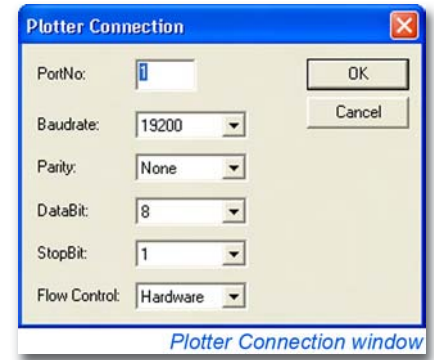 Plotter Connection
PortNo: 1
OK
Baudrate: 19200
Cancel
Parity: None
DataBit: 8
StopBit: 1
Flow Control: Hardware
Plotter Connection window